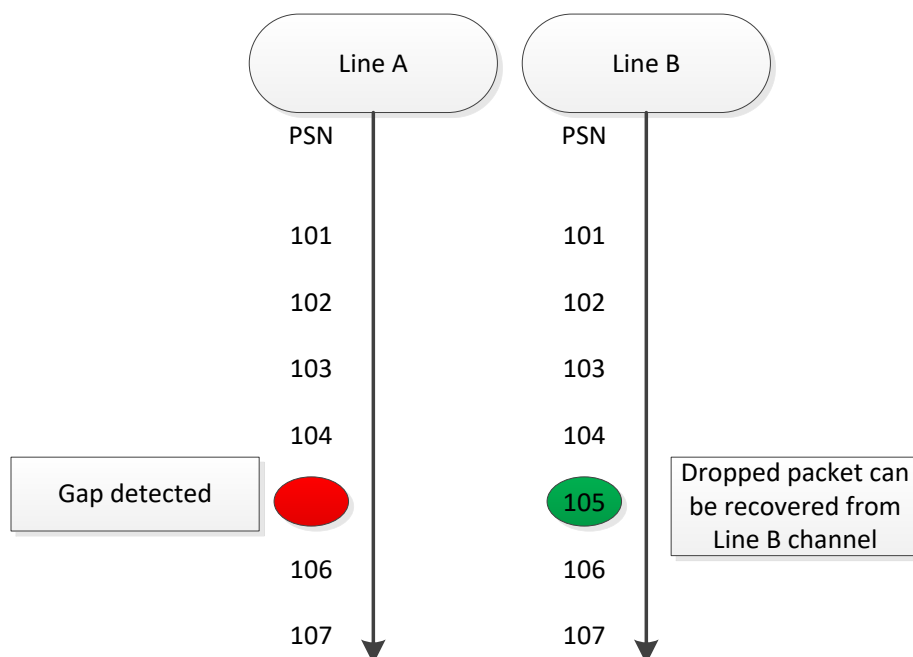 Line A
Line B
PSN
PSN
101
101
102
102
103
103
104
104
Gap detected
105
Dropped packet can
be recovered from
Line B channel
106
106
107
107